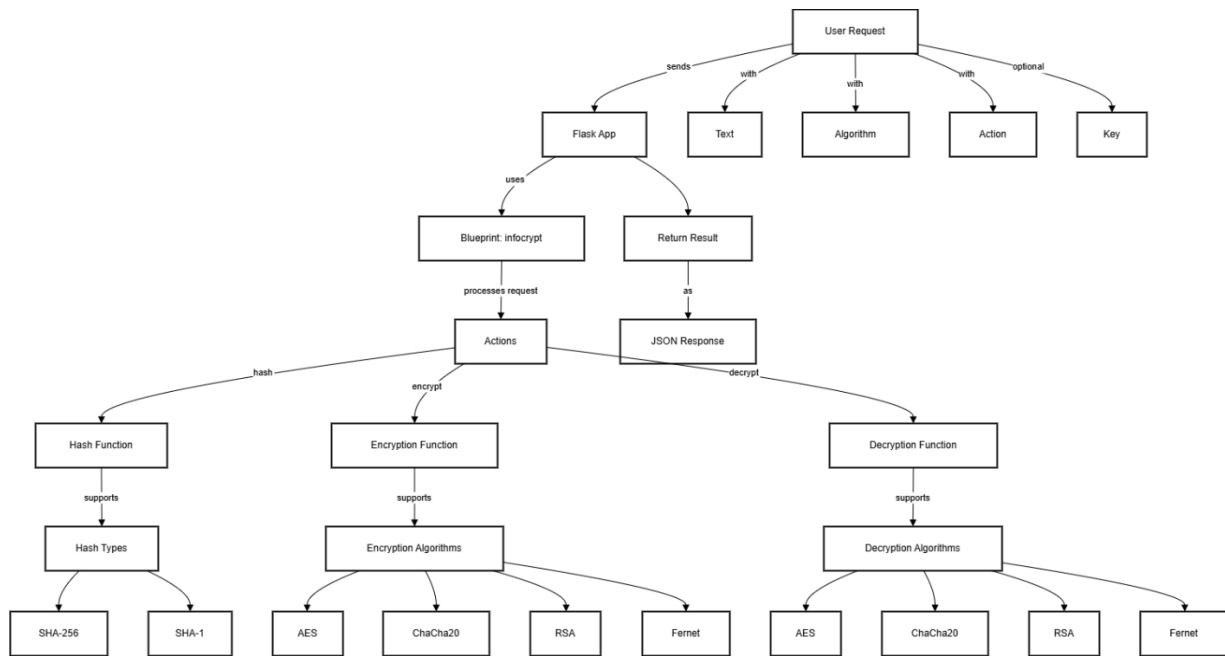 User Request
sends
with
with
with
optional
Flask App
Text
Algorithm
Action
Key
uses
Blueprint: infocrypt
Return Result
processes request
as
Actions
JSON Response
hash
encrypt
decrypt
Hash Function
Encryption Function
Decryption Function
supports
supports
supports
Hash Types
Encryption Algorithms
Decryption Algorithms
SHA-256
SHA-1
AES
ChaCha20
RSA
Fernet
AES
ChaCha20
RSA
Fernet